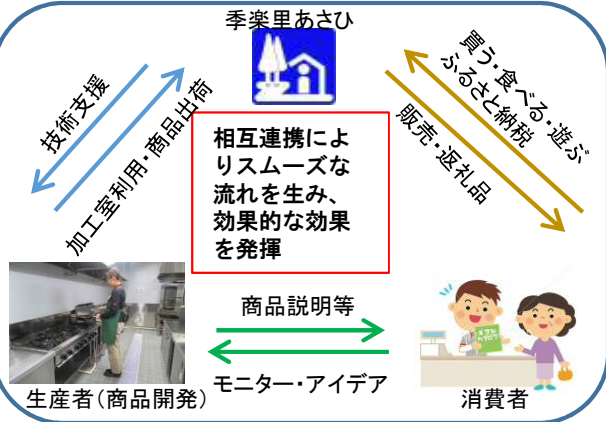 季楽里あさひ
技術支援
加工室利用・商品出荷
買う・食べる・遊ぶ
ふるさと納税
販売・返礼品
相互連携によ
りスムーズな
流れを生み、
効果的な効果
を発揮
商品説明等
モニター・アイデア
生産者（商品開発）
消費者